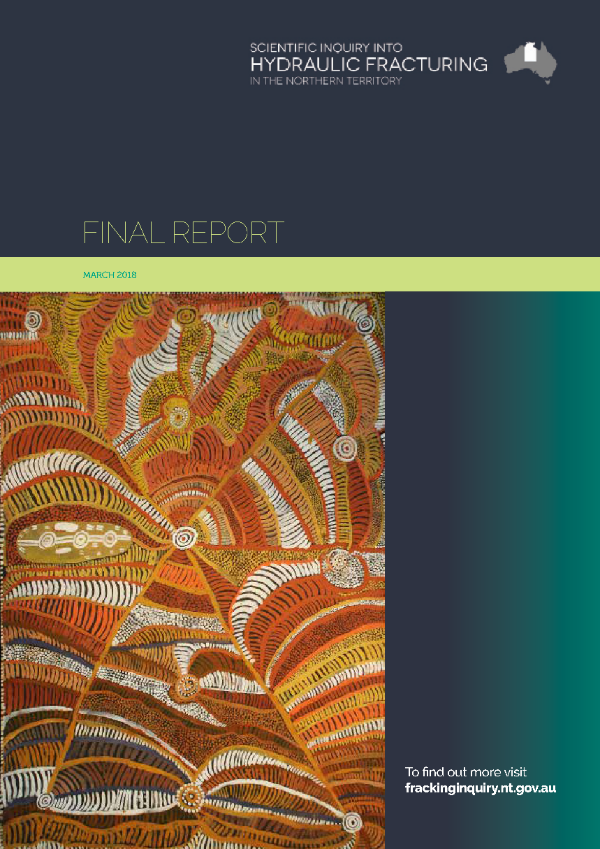 SCIENTIFIC INQUIRY INTO
HYDRAULIC FRACTURING
IN THE NORTHERN TERRITORY
FINAL REPORT
MARCH 2018
To find out more visit
frackinginquiry.nt.gov.au